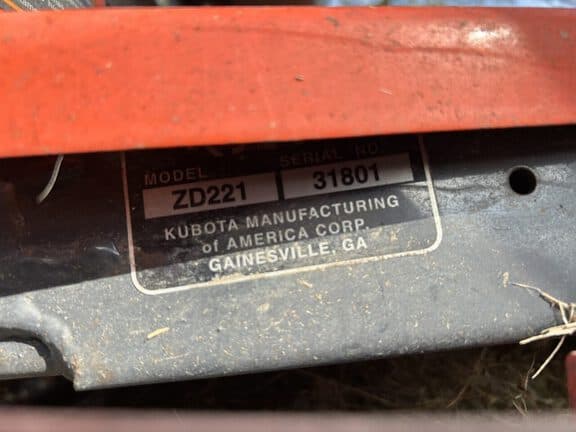 MODEL SERIAL NO.
ZD221 31801
KUBOTA MANUFACTURING
of AMERICA CORP.
GAINESVILLE, GA